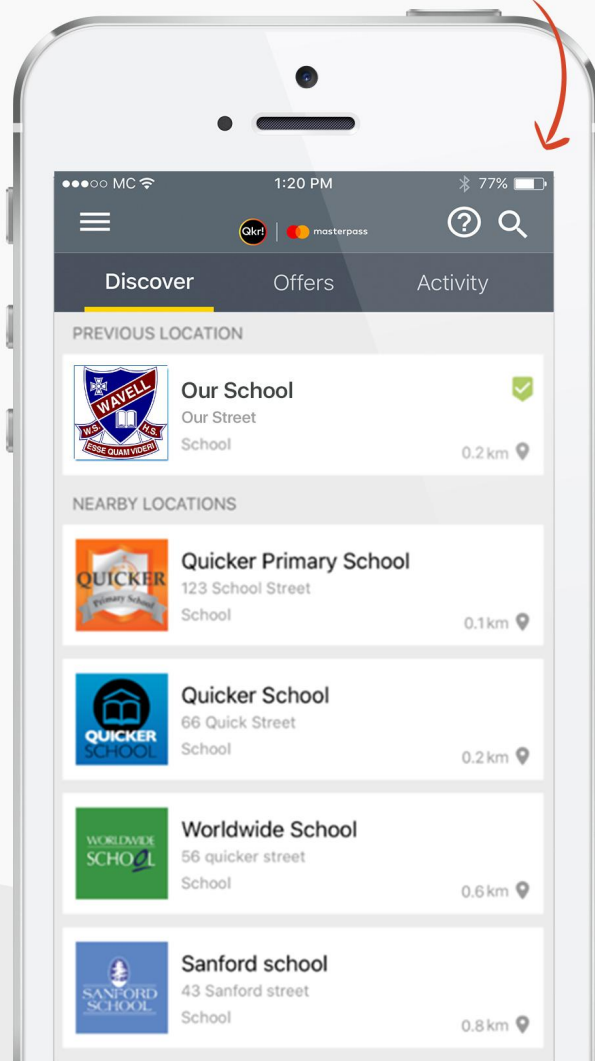 MC
1:20 PM
77%
Qkr!
masterpass
Discover
Offers
Activity
PREVIOUS LOCATION
WAVELL
W.S.
H.S.
ESSE QUAM VIDERI
Our School
Our Street
School
0.2 km
NEARBY LOCATIONS
QUICKER
Primary School
Quicker Primary School
123 School Street
School
0.1 km
QUICKER
SCHOOL
Quicker School
66 Quick Street
School
0.2 km
WORLDWIDE
SCHOOL
Worldwide School
56 quicker street
School
0.6 km
SANFORD
SCHOOL
Sanford school
43 Sanford street
School
0.8 km